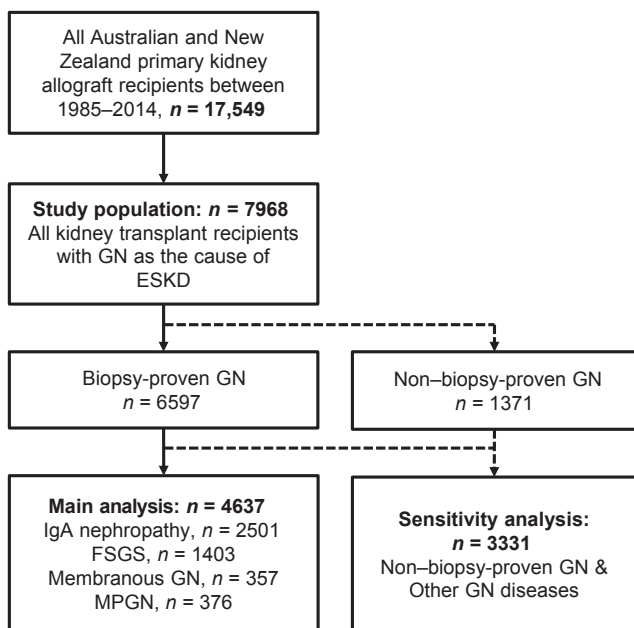 All Australian and New
Zealand primary kidney
allograft recipients between
1985–2014, n = 17,549
Study population: n = 7968
All kidney transplant recipients
with GN as the cause of
ESKD
Biopsy-proven GN
n = 6597
Non–biopsy-proven GN
n = 1371
Main analysis: n = 4637
IgA nephropathy, n = 2501
FSGS, n = 1403
Membranous GN, n = 357
MPGN, n = 376
Sensitivity analysis:
n = 3331
Non-biopsy-proven GN &
Other GN diseases